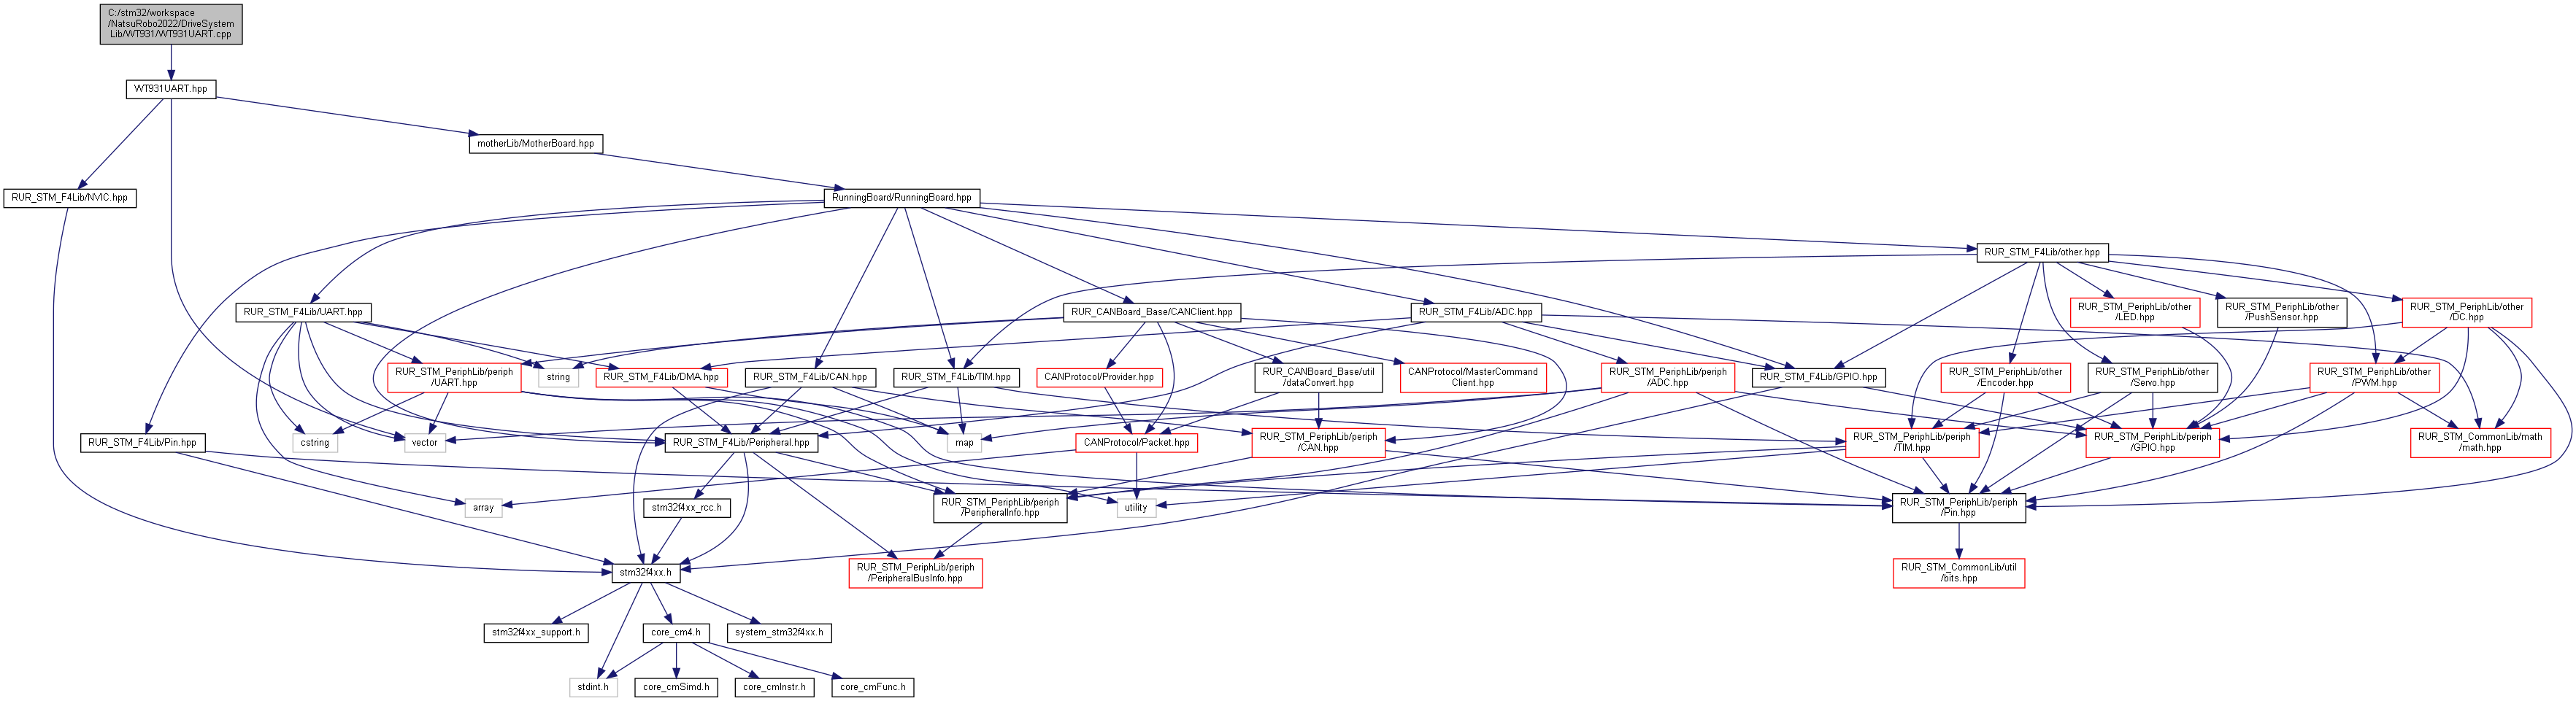 C:/stm32/workspace
/NatsuRobo2022/DriveSystem
Lib/WT931/WT931UART.cpp
WT931UART.hpp
motherLib/MotherBoard.hpp
RUR_STM_F4Lib/NVIC.hpp
RunningBoard/RunningBoard.hpp
RUR_STM_F4Lib/other.hpp
RUR_STM_F4Lib/UART.hpp
RUR_CANBoard_Base/CANClient.hpp
RUR_STM_F4Lib/ADC.hpp
RUR_STM_PeriphLib/other
/LED.hpp
RUR_STM_PeriphLib/other
/PushSensor.hpp
RUR_STM_PeriphLib/other
/DC.hpp
RUR_STM_PeriphLib/periph
/UART.hpp
string
RUR_STM_F4Lib/DMA.hpp
RUR_STM_F4Lib/CAN.hpp
RUR_STM_F4Lib/TIM.hpp
CANProtocol/Provider.hpp
RUR_CANBoard_Base/util
/dataConvert.hpp
CANProtocol/MasterCommand
Client.hpp
RUR_STM_PeriphLib/periph
/ADC.hpp
RUR_STM_F4Lib/GPIO.hpp
RUR_STM_PeriphLib/other
/Encoder.hpp
RUR_STM_PeriphLib/other
/Servo.hpp
RUR_STM_PeriphLib/other
/PWM.hpp
RUR_STM_F4Lib/Pin.hpp
cstring
vector
RUR_STM_F4Lib/Peripheral.hpp
map
CANProtocol/Packet.hpp
RUR_STM_PeriphLib/periph
/CAN.hpp
RUR_STM_PeriphLib/periph
/TIM.hpp
RUR_STM_PeriphLib/periph
/GPIO.hpp
RUR_STM_CommonLib/math
/math.hpp
array
stm32f4xx_rcc.h
RUR_STM_PeriphLib/periph
/PeripheralInfo.hpp
utility
RUR_STM_PeriphLib/periph
/Pin.hpp
stm32f4xx.h
RUR_STM_PeriphLib/periph
/PeripheralBusInfo.hpp
RUR_STM_CommonLib/util
/bits.hpp
stm32f4xx_support.h
core_cm4.h
system_stm32f4xx.h
stdint.h
core_cmSimd.h
core_cmInstr.h
core_cmFunc.h